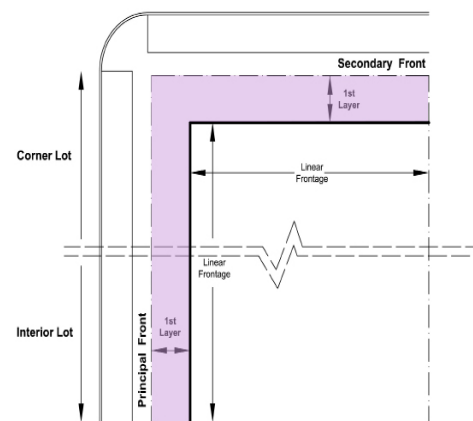 Secondary Front
1st
Layer
Corner Lot
Linear
Frontage
Linear
Frontage
Interior Lot
1st
Layer
Principal Front